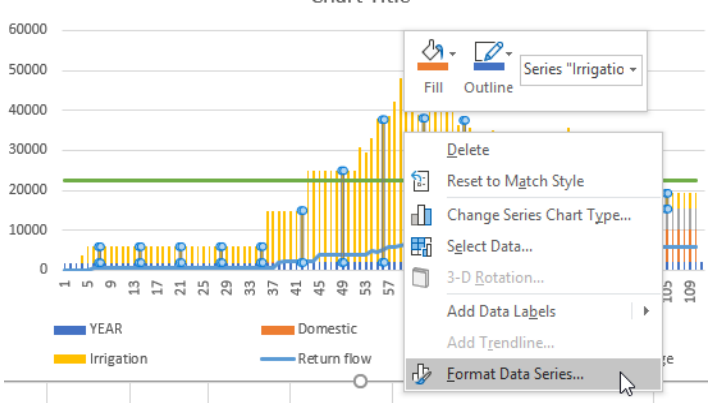 Chart Title
60000
50000
40000
30000
20000
10000
0
1 5 9 13 17 21 25 29 33 37 41 45 49 53 57 105 109
YEAR
Domestic
Irrigation
Return flow
Fill
Outline
Series "Irrigatio
Delete
Reset to Match Style
Change Series Chart Type...
Select Data...
3-D Rotation...
Add Data Labels
Add Trendline...
Format Data Series...